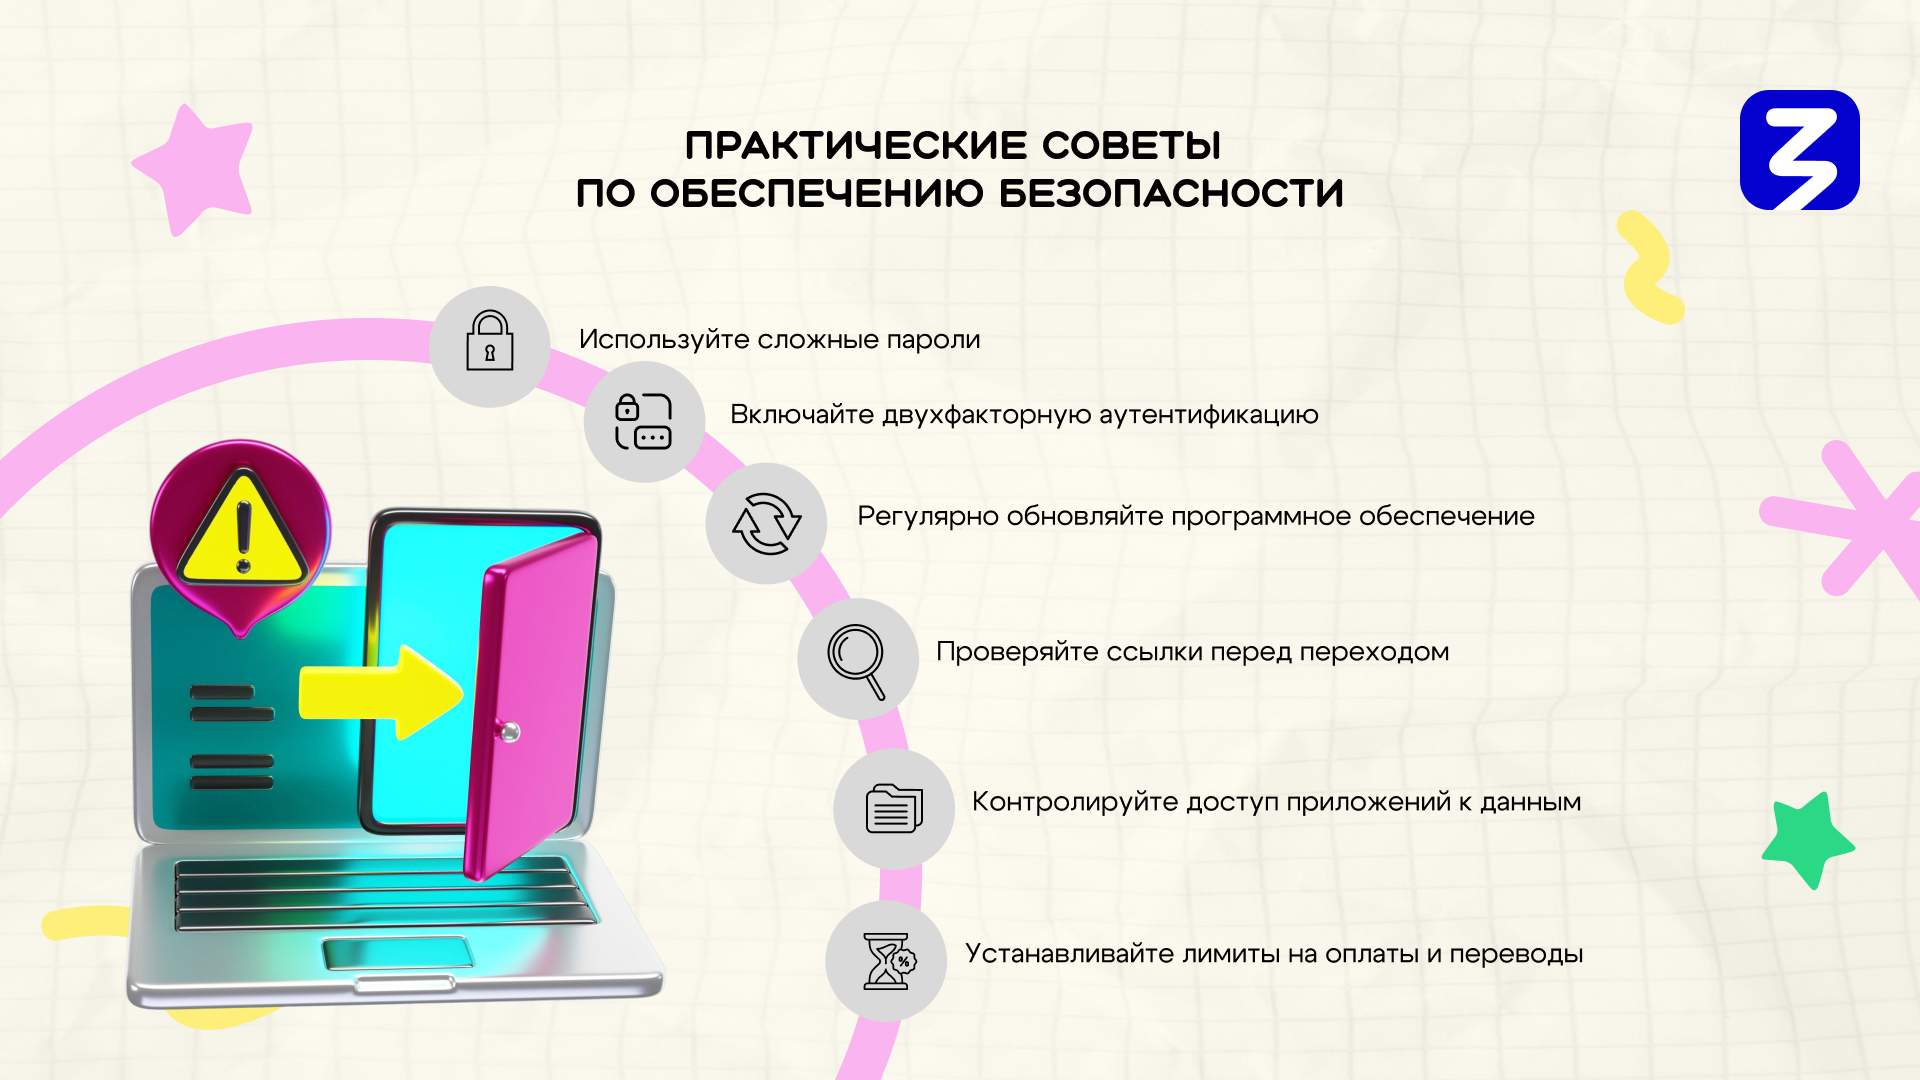 ПРАКТИЧЕСКИЕ СОВЕТЫ
ПО ОБЕСПЕЧЕНИЮ БЕЗОПАСНОСТИ
Используйте сложные пароли
Включайте двухфакторную аутентификацию
Регулярно обновляйте программное обеспечение
Проверяйте ссылки перед переходом
Контролируйте доступ приложений к данным
Устанавливайте лимиты на оплаты и переводы